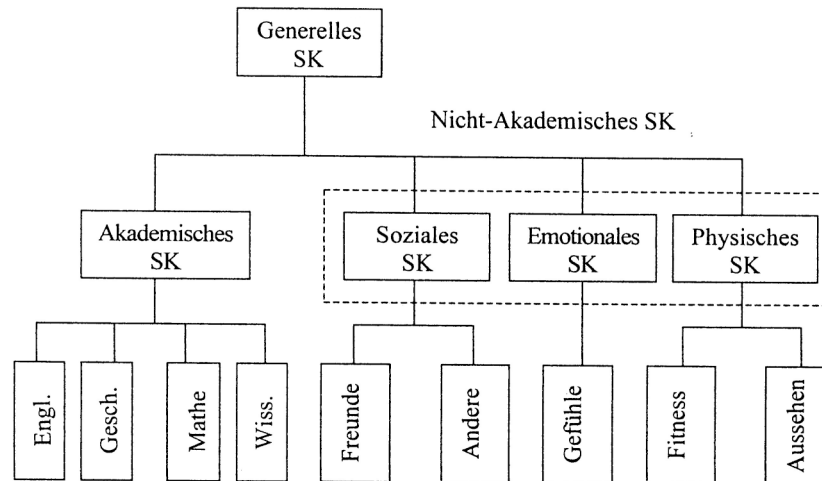 Generelles
SK
Nicht-Akademisches SK
Akademisches
SK
Soziales
SK
Emotionales
SK
Physisches
SK
Engl.
Gesch.
Mathe
Wiss.
Freunde
Andere
Gefühle
Fitness
Aussehen